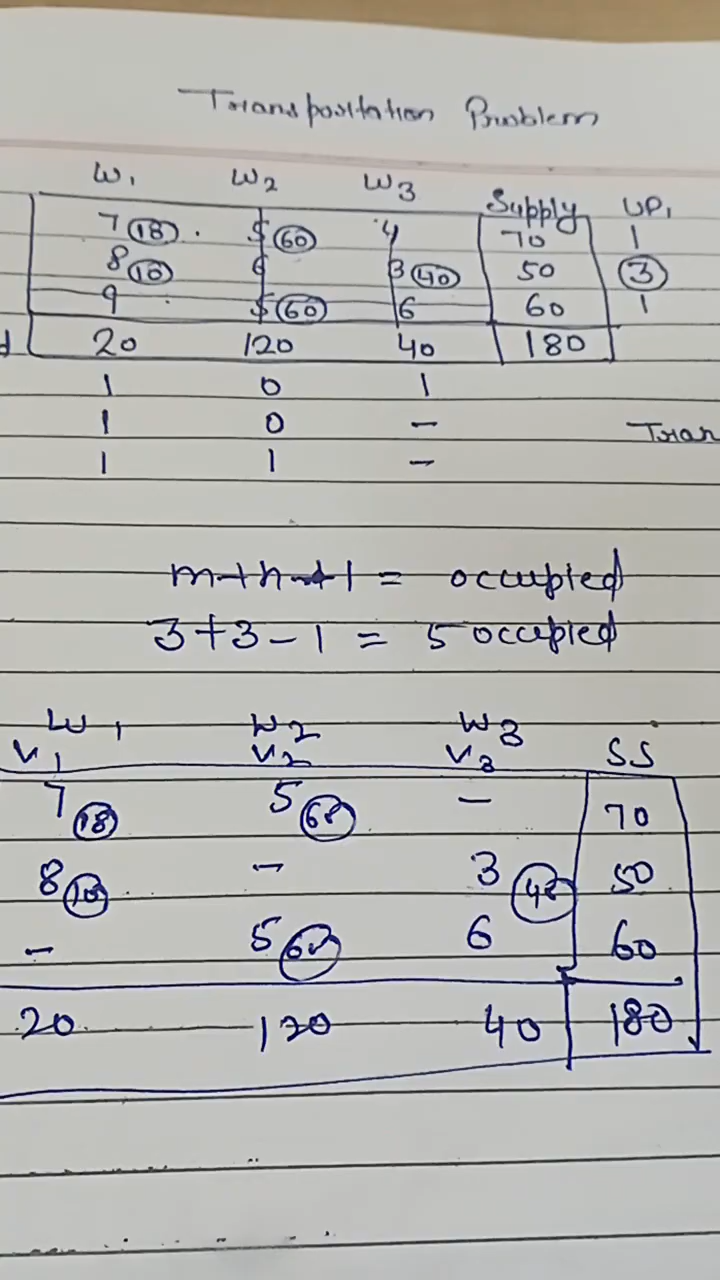 Transportation Problem
W1 W2 W3 Supply UP1
7 (18) . 5 (60) 4 70 1
8 (10) 6 3 (40) 50 (3)
9 . 5 (60) 6 60 1
d 20 120 40 180
1 0 1
1 0 - Tran
1 1 -
m+n+1 = occupied
3+3-1 = 5 occupied
W1 W2 W3
V1 V2 V3 SS
7 (18) 5 (60) - 70
8 (10) - 3 (40) 50
- 5 (60) 6 60
20 120 40 180